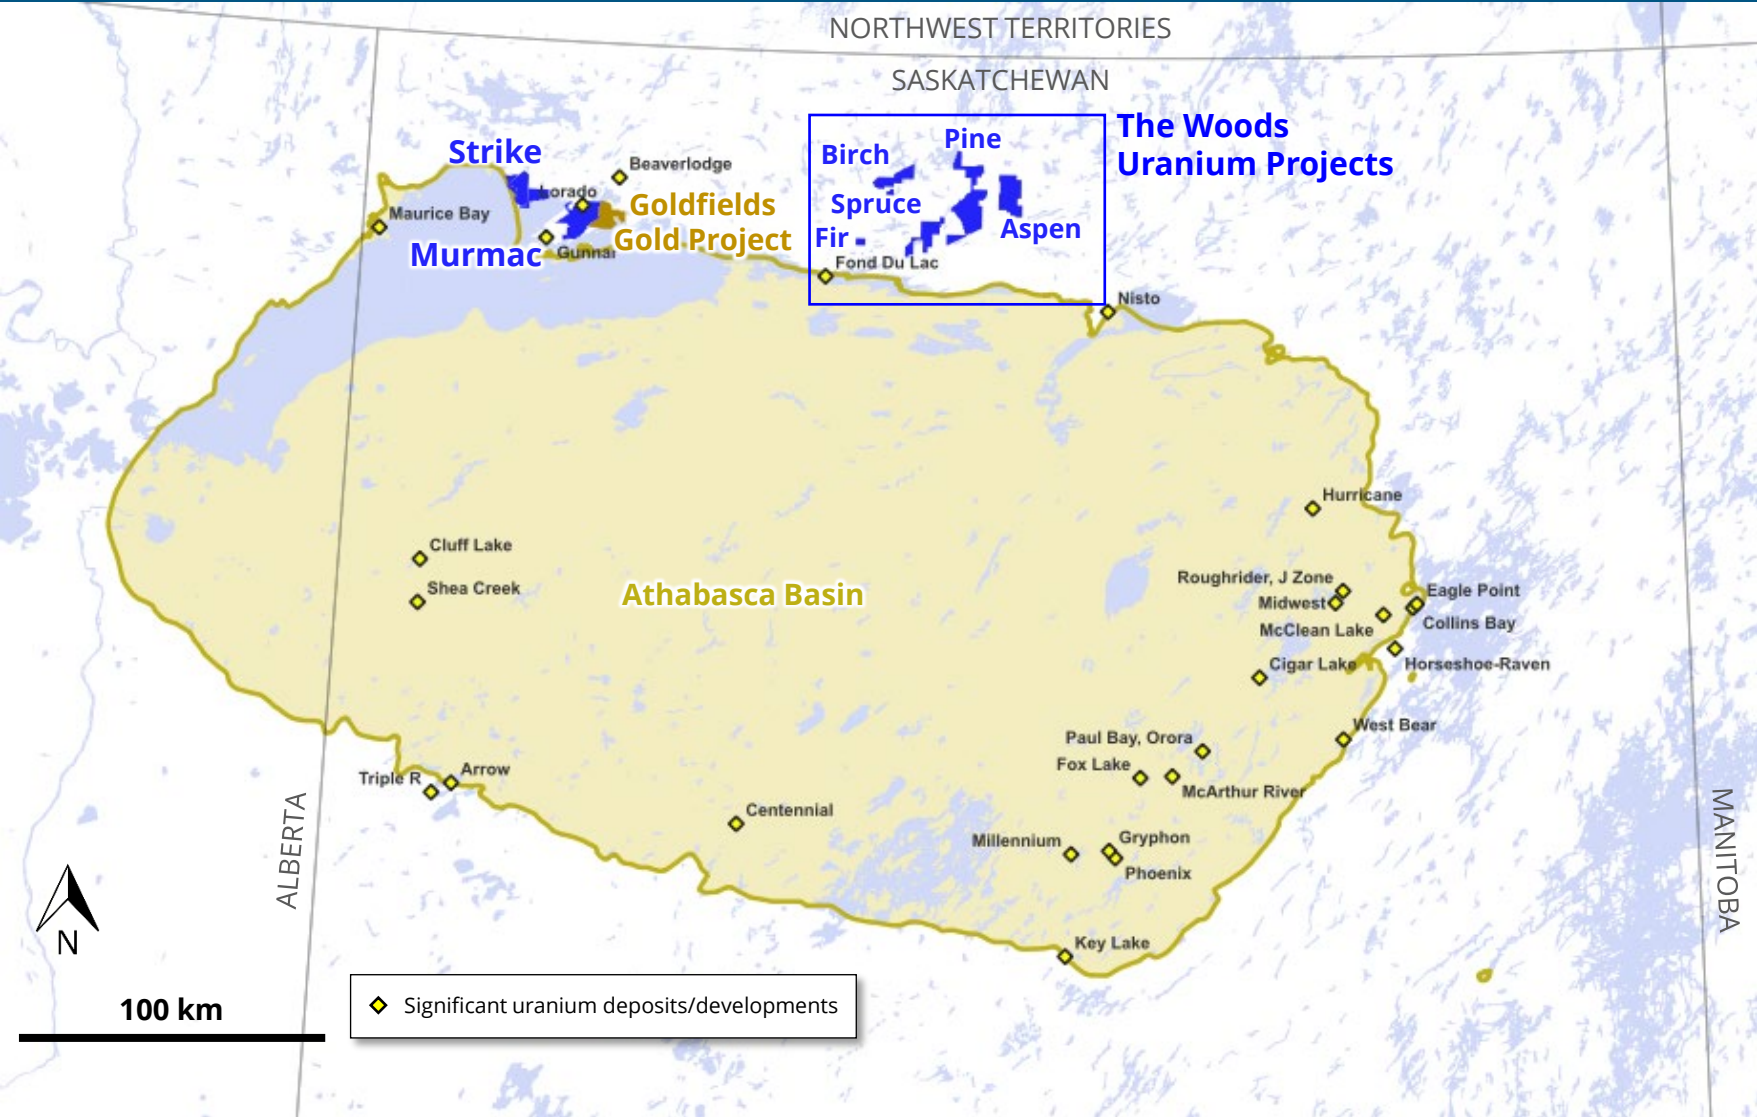 NORTHWEST TERRITORIES
SASKATCHEWAN
The Woods
Uranium Projects
Pine
Birch
Strike
Beaverlodge
Lorado
Spruce
Goldfields
Gold Project
Maurice Bay
Aspen
Fir
Murmac
Gunnar
Fond Du Lac
Nisto
Hurricane
Cluff Lake
Shea Creek
Athabasca Basin
Roughrider, J Zone
Midwest
Eagle Point
McClean Lake
Collins Bay
Cigar Lake
Horseshoe-Raven
West Bear
Paul Bay, Orora
Fox Lake
McArthur River
Triple R
Arrow
Centennial
Millennium
Gryphon
Phoenix
ALBERTA
MANITOBA
Key Lake
N
100 km
Significant uranium deposits/developments